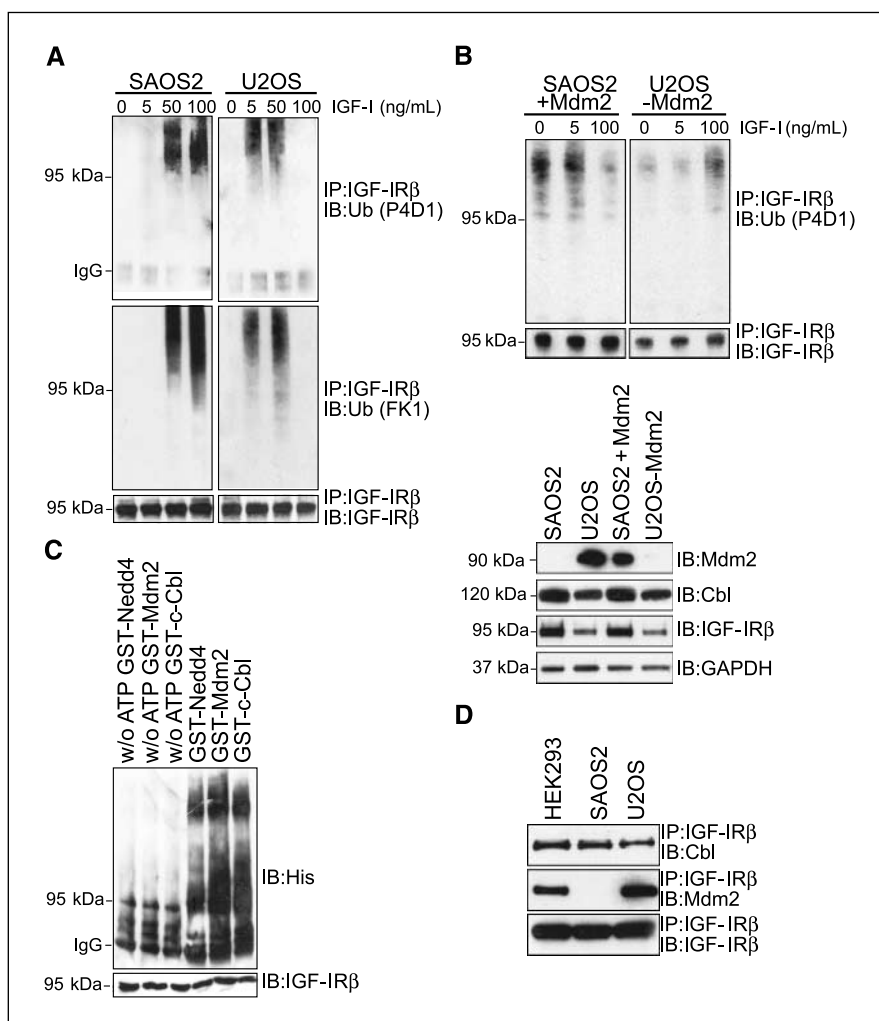 A
SAOS2 U2OS
0 5 50 100 0 5 50 100 IGF-I (ng/mL)
95 kDa
IP:IGF-IRβ
IB:Ub (P4D1)
IgG
95 kDa
IP:IGF-IRβ
IB:Ub (FK1)
95 kDa
IP:IGF-IRβ
IB:IGF-IRβ
B
SAOS2 +Mdm2
U2OS -Mdm2
0 5 100 0 5 100 IGF-I (ng/mL)
IP:IGF-IRβ
IB:Ub (P4D1)
95 kDa
95 kDa
IP:IGF-IRβ
IB:IGF-IRβ
SAOS2
U2OS
SAOS2 + Mdm2
U2OS-Mdm2
90 kDa IB:Mdm2
120 kDa IB:Cbl
95 kDa IB:IGF-IRβ
37 kDa IB:GAPDH
C
w/o ATP GST-Nedd4
w/o ATP GST-Mdm2
w/o ATP GST-c-Cbl
GST-Nedd4
GST-Mdm2
GST-c-Cbl
IB:His
95 kDa
IgG
95 kDa IB:IGF-IRβ
D
HEK293
SAOS2
U2OS
IP:IGF-IRβ
IB:Cbl
IP:IGF-IRβ
IB:Mdm2
IP:IGF-IRβ
IB:IGF-IRβ